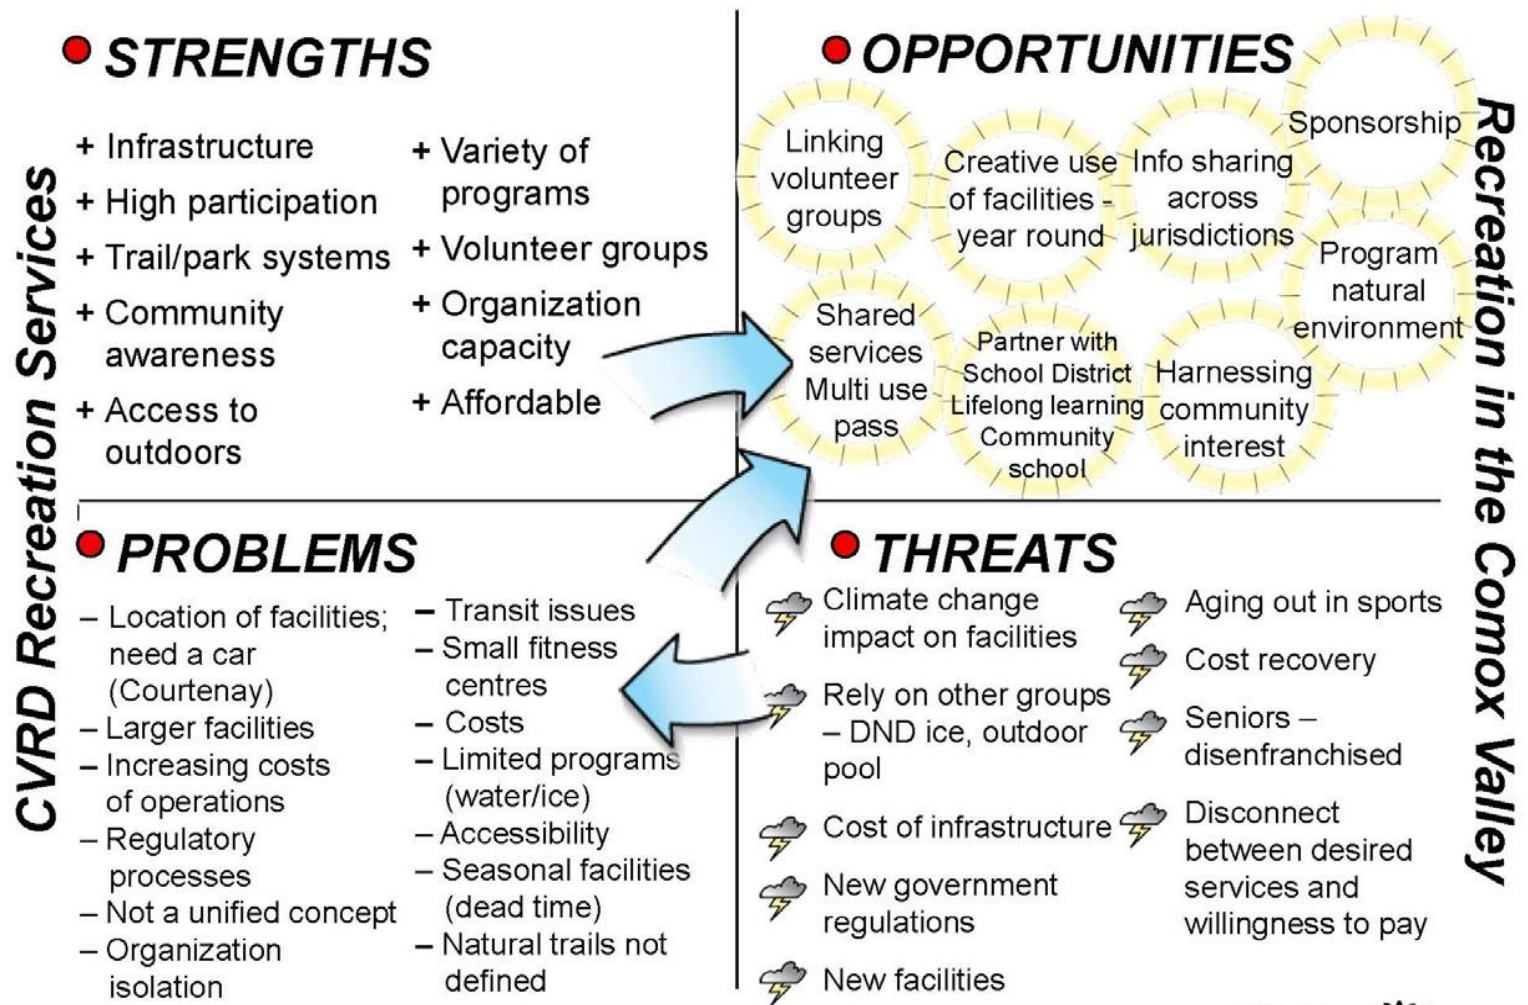 STRENGTHS
+ Infrastructure
+ High participation
+ Trail/park systems
+ Community
awareness
+ Access to
outdoors
+ Variety of
programs
+ Volunteer groups
+ Organization
capacity
+ Affordable
OPPORTUNITIES
Linking
volunteer
groups
Creative use
of facilities -
year round
Info sharing
across
jurisdictions
Sponsorship
Program
natural
environment
Shared
services
Multi use
pass
Partner with
School District
Lifelong learning
Community
school
Harnessing
community
interest
PROBLEMS
– Location of facilities;
need a car
(Courtenay)
– Larger facilities
– Increasing costs
of operations
– Regulatory
processes
– Not a unified concept
– Organization
isolation
– Transit issues
– Small fitness
centres
– Costs
– Limited programs
(water/ice)
– Accessibility
– Seasonal facilities
(dead time)
– Natural trails not
defined
THREATS
Climate change
impact on facilities
Rely on other groups
– DND ice, outdoor
pool
Cost of infrastructure
New government
regulations
New facilities
Aging out in sports
Cost recovery
Seniors –
disenfranchised
Disconnect
between desired
services and
willingness to pay
CVRD Recreation Services
Recreation in the Comox Valley